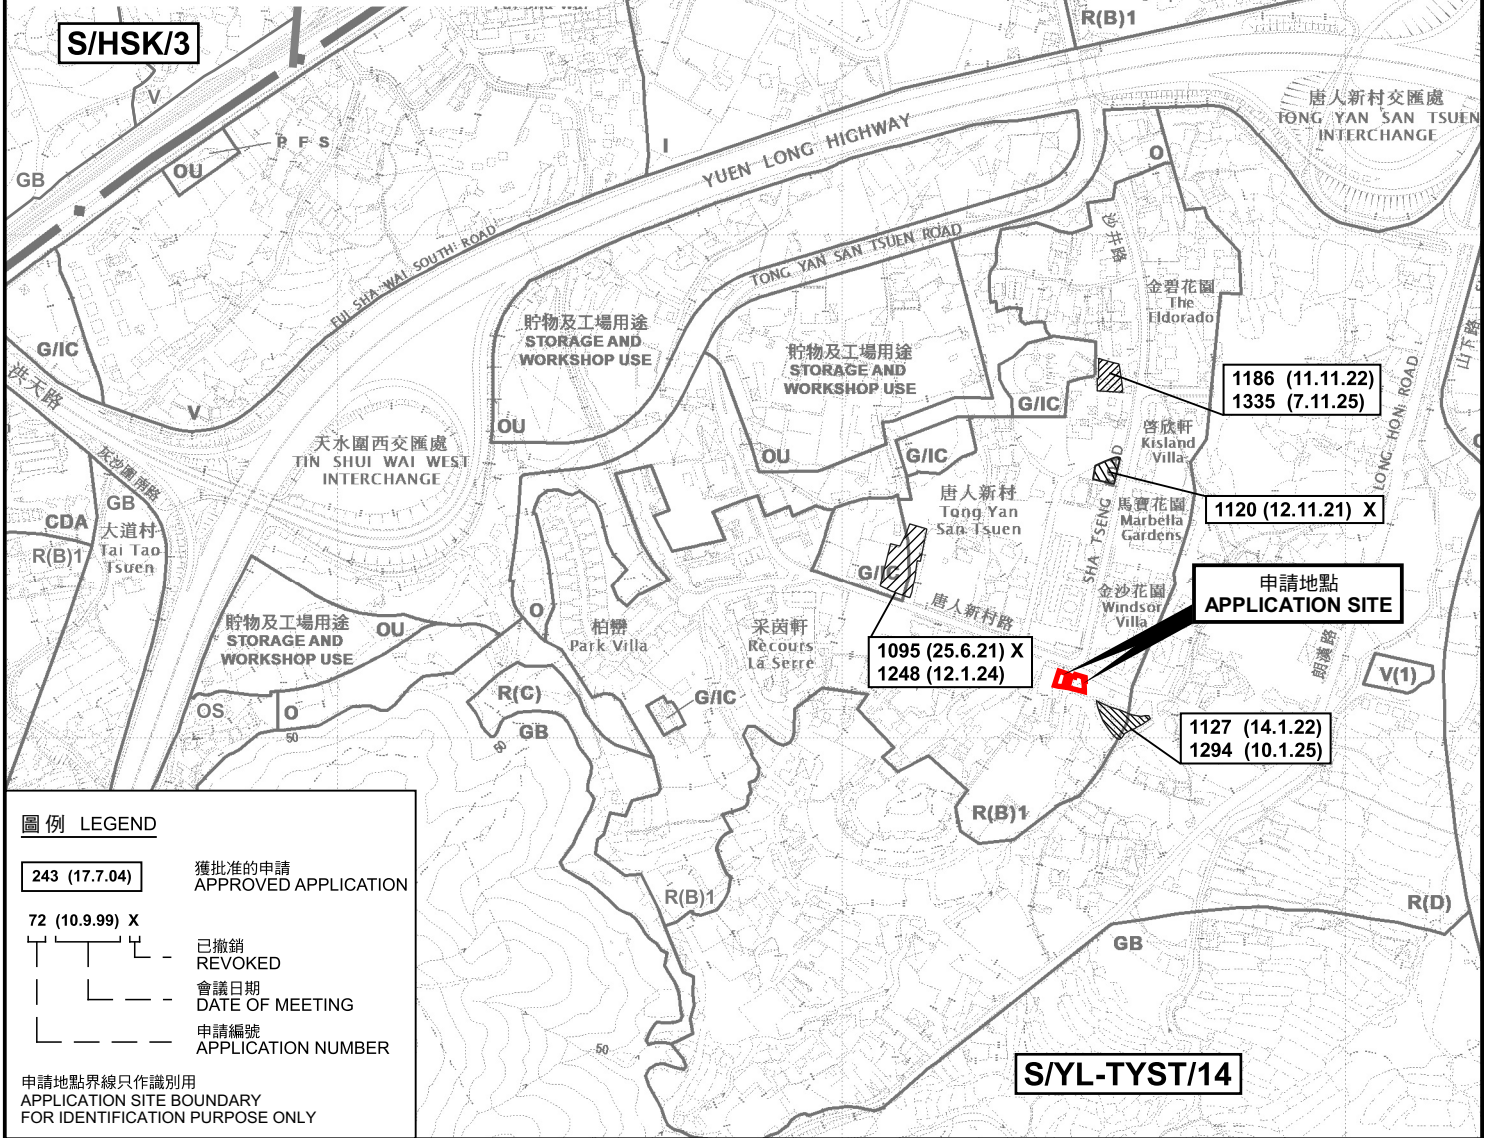 S/HSK/3
R(B)1
V
唐人新村交匯處
TONG YAN SAN TSUEN
INTERCHANGE
P F S
OU
GB
I
YUEN LONG HIGHWAY
O
沙井路
FUI SHA WAI SOUTH ROAD
TONG YAN SAN TSUEN ROAD
金碧花園
The
Eldorado
山下路
貯物及工場用途
STORAGE AND
WORKSHOP USE
貯物及工場用途
STORAGE AND
WORKSHOP USE
G/IC
洪天路
1186 (11.11.22)
1335 (7.11.25)
LONG HON ROAD
V
G/IC
OU
天水圍西交匯處
TIN SHUI WAI WEST
INTERCHANGE
啓欣軒
Kisland
Villa
OU
G/IC
灰沙圍南路
GB
CDA
大道村
Tai Tao
Tsuen
R(B)1
唐人新村
Tong Yan
San Tsuen
1120 (12.11.21) X
馬寶花園
Marbella
Gardens
SHA TSENG ROAD
G/IC
申請地點
APPLICATION SITE
金沙花園
Windsor
Villa
唐人新村路
O
貯物及工場用途
STORAGE AND
WORKSHOP USE
OU
柏巒
Park Villa
采茵軒
Recours
La Serre
1095 (25.6.21) X
1248 (12.1.24)
朗漢路
V(1)
R(C)
G/IC
OS
O
GB
50
50
1127 (14.1.22)
1294 (10.1.25)
R(B)1
R(B)1
R(D)
GB
50
S/YL-TYST/14
圖例 LEGEND
243 (17.7.04)
獲批准的申請
APPROVED APPLICATION
72 (10.9.99) X
已撤銷
REVOKED
會議日期
DATE OF MEETING
申請編號
APPLICATION NUMBER
申請地點界線只作識別用
APPLICATION SITE BOUNDARY
FOR IDENTIFICATION PURPOSE ONLY